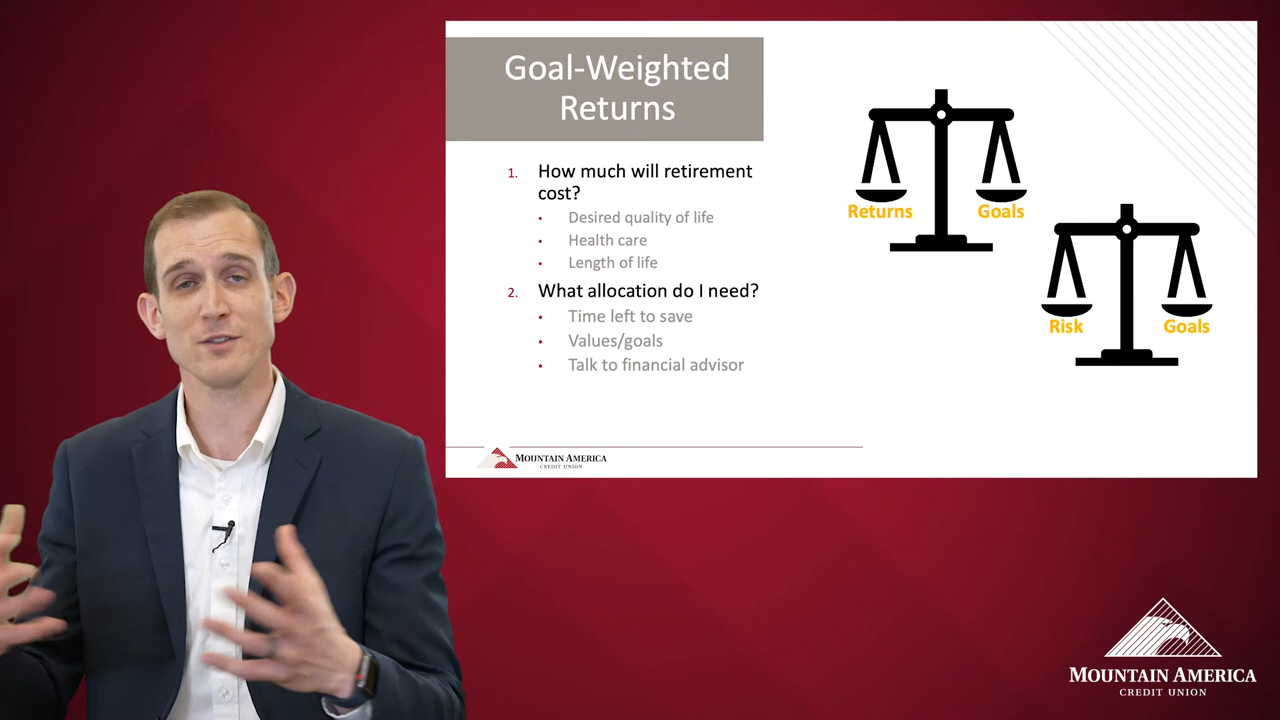 Goal-Weighted
Returns
1. How much will retirement
cost?
• Desired quality of life
• Health care
• Length of life
2. What allocation do I need?
• Time left to save
• Values/goals
• Talk to financial advisor
Returns Goals
Risk Goals
MOUNTAIN AMERICA
CREDIT UNION
MOUNTAIN AMERICA
CREDIT UNION